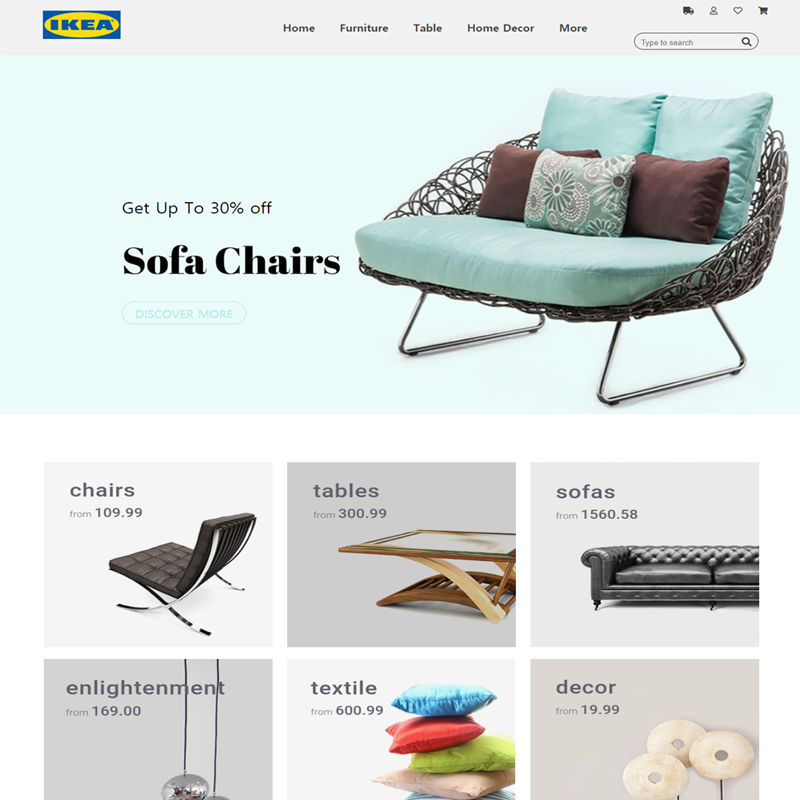 IKEA
Home Furniture Table Home Decor More
Type to search
Get Up To 30% off
Sofa Chairs
DISCOVER MORE
chairs
from 109.99
tables
from 300.99
sofas
from 1560.58
enlightenment
from 169.00
textile
from 600.99
decor
from 19.99